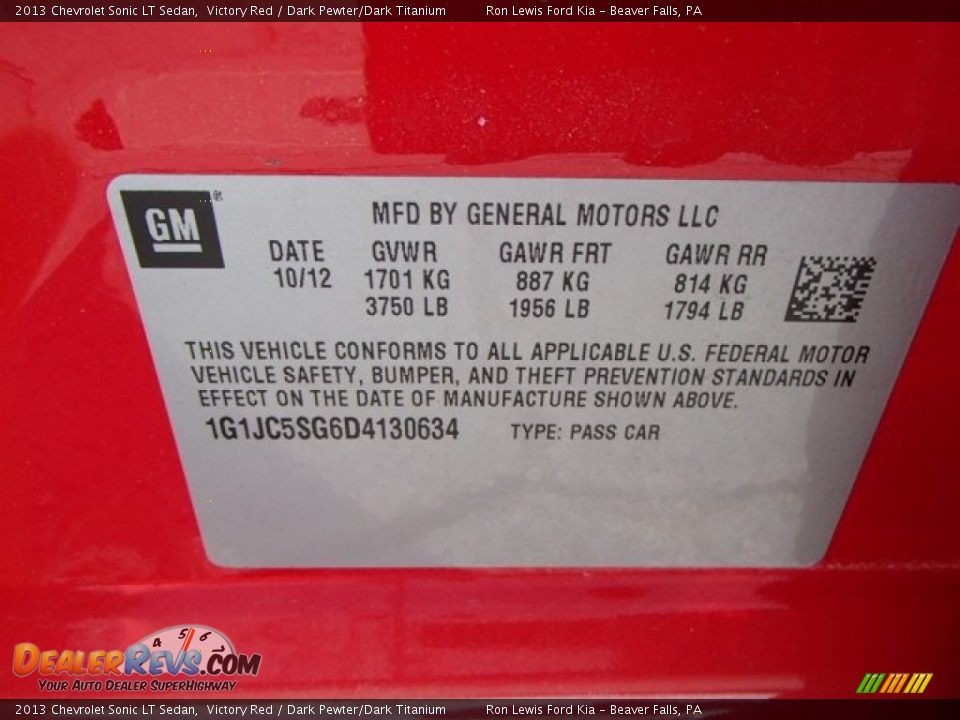 2013 Chevrolet Sonic LT Sedan, Victory Red / Dark Pewter/Dark Titanium Ron Lewis Ford Kia - Beaver Falls, PA
GM®
MFD BY GENERAL MOTORS LLC
DATE GVWR GAWR FRT GAWR RR
10/12 1701 KG 887 KG 814 KG
3750 LB 1956 LB 1794 LB
THIS VEHICLE CONFORMS TO ALL APPLICABLE U.S. FEDERAL MOTOR
VEHICLE SAFETY, BUMPER, AND THEFT PREVENTION STANDARDS IN
EFFECT ON THE DATE OF MANUFACTURE SHOWN ABOVE.
1G1JC5SG6D4130634 TYPE: PASS CAR
4 5 6
DealerRevs.com
Your Auto Dealer SuperHighway
2013 Chevrolet Sonic LT Sedan, Victory Red / Dark Pewter/Dark Titanium Ron Lewis Ford Kia - Beaver Falls, PA